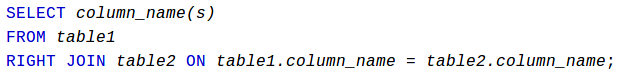 SELECT column_name(s)
FROM table1
RIGHT JOIN table2 ON table1.column_name = table2.column_name;